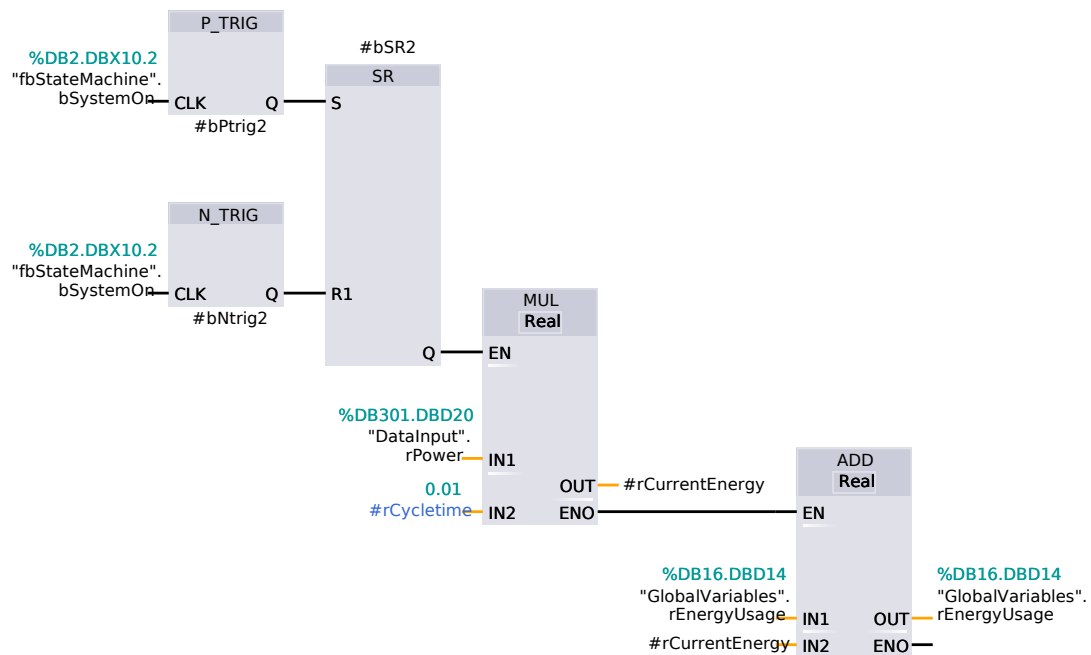 P_TRIG
%DB2.DBX10.2
"fbStateMachine".
bSystemOn
CLK Q
#bPtrig2
#bSR2
SR
S
N_TRIG
%DB2.DBX10.2
"fbStateMachine".
bSystemOn
CLK Q
#bNtrig2
R1
Q
MUL
Real
EN
%DB301.DBD20
"DataInput".
rPower
IN1
OUT
#rCurrentEnergy
0.01
#rCycletime
IN2
ENO
ADD
Real
EN
%DB16.DBD14
"GlobalVariables".
rEnergyUsage
IN1
OUT
%DB16.DBD14
"GlobalVariables".
rEnergyUsage
#rCurrentEnergy
IN2
ENO